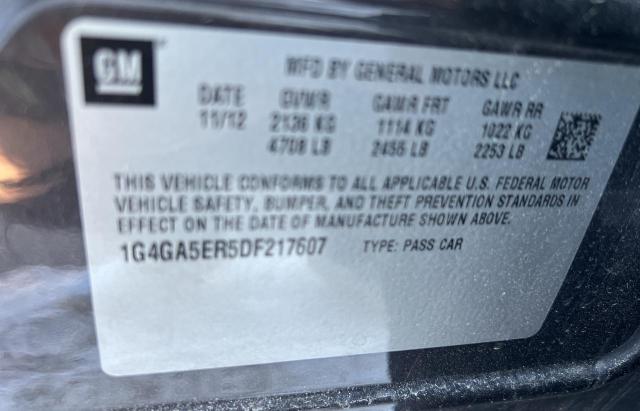 GM
MFD BY GENERAL MOTORS LLC
DATE GVWR GAWR FRT GAWR RR
11/12 2136 KG 1114 KG 1022 KG
4708 LB 2455 LB 2253 LB
THIS VEHICLE CONFORMS TO ALL APPLICABLE U.S. FEDERAL MOTOR
VEHICLE SAFETY, BUMPER, AND THEFT PREVENTION STANDARDS IN
EFFECT ON THE DATE OF MANUFACTURE SHOWN ABOVE.
1G4GA5ER5DF217607 TYPE: PASS CAR